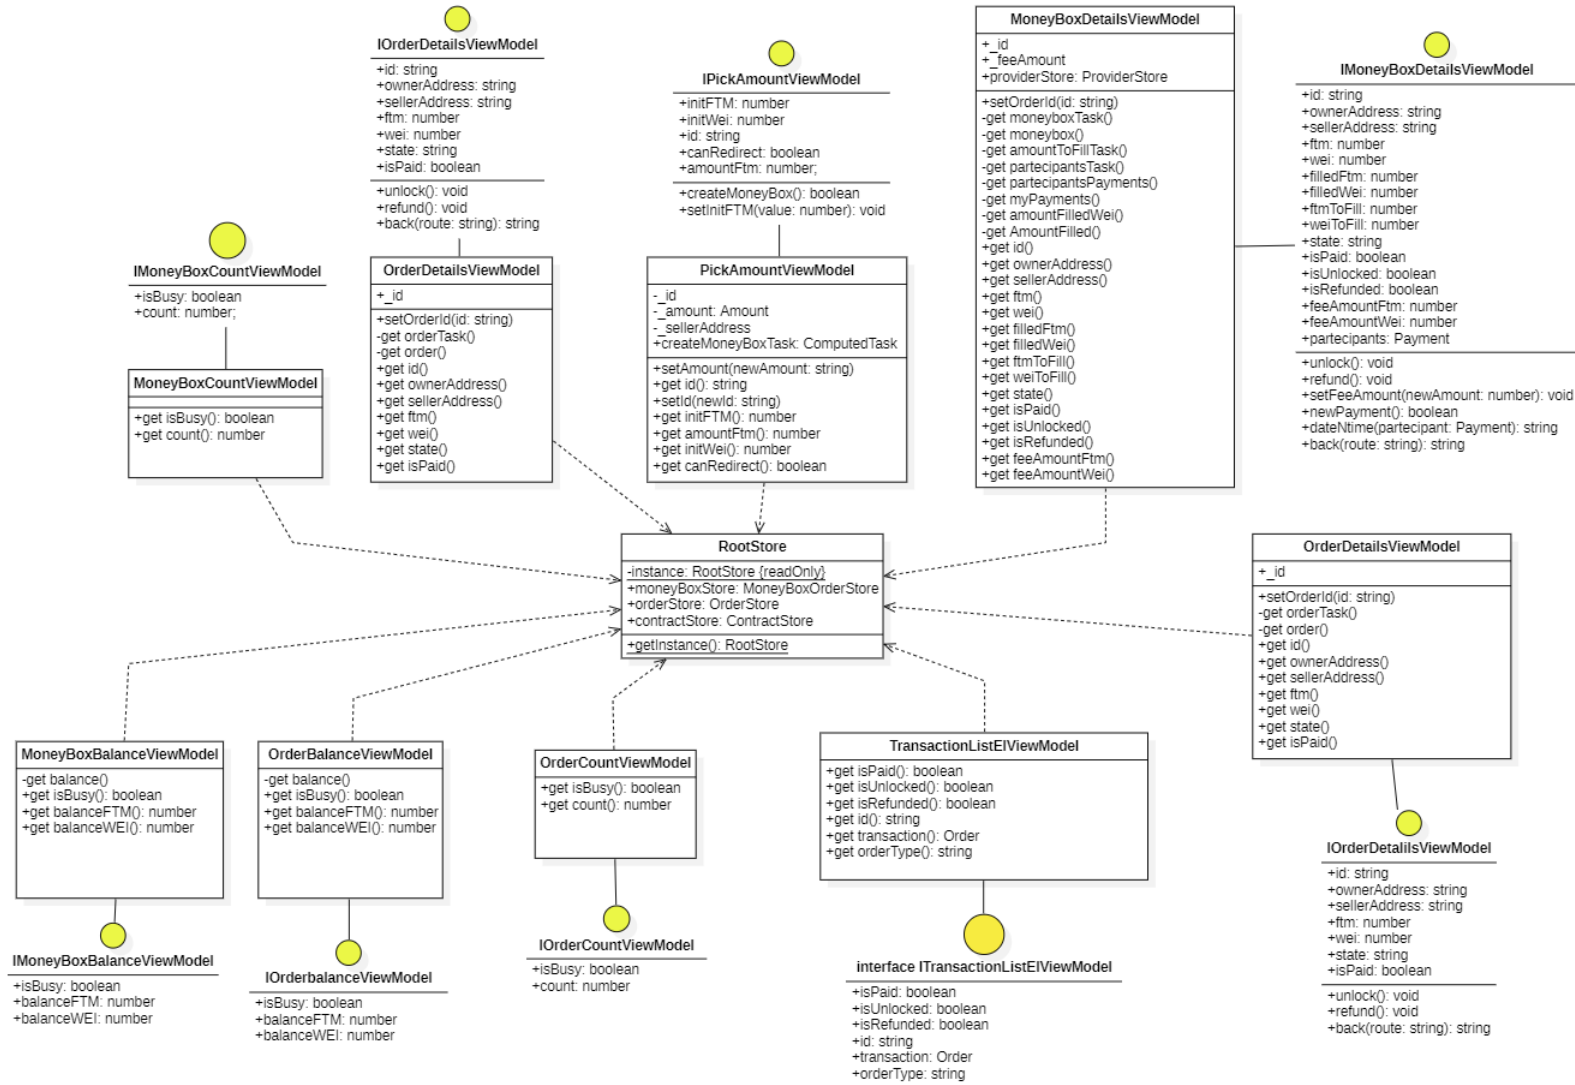 IOrderDetailsViewModel
+id: string
+ownerAddress: string
+sellerAddress: string
+ftm: number
+wei: number
+state: string
+isPaid: boolean
+unlock(): void
+refund(): void
+back(route: string): string
IPickAmountViewModel
+initFTM: number
+initWei: number
+id: string
+canRedirect: boolean
+amountFtm: number;
+createMoneyBox(): boolean
+setInitFTM(value: number): void
MoneyBoxDetailsViewModel
+_id
+_feeAmount
+providerStore: ProviderStore
+setOrderId(id: string)
-get moneyboxTask()
-get moneybox()
-get amountToFillTask()
-get partecipantsTask()
-get partecipantsPayments()
-get myPayments()
-get amountFilledWei()
-get AmountFilled()
+get id()
+get ownerAddress()
+get sellerAddress()
+get ftm()
+get wei()
+get filledFtm()
+get filledWei()
+get ftmToFill()
+get weiToFill()
+get state()
+get isPaid()
+get isUnlocked()
+get isRefunded()
+get feeAmountFtm()
+get feeAmountWei()
IMoneyBoxDetailsViewModel
+id: string
+ownerAddress: string
+sellerAddress: string
+ftm: number
+wei: number
+filledFtm: number
+filledWei: number
+ftmToFill: number
+weiToFill: number
+state: string
+isPaid: boolean
+isUnlocked: boolean
+isRefunded: boolean
+feeAmountFtm: number
+feeAmountWei: number
+partecipants: Payment
+unlock(): void
+refund(): void
+setFeeAmount(newAmount: number): void
+newPayment(): boolean
+dateNtime(partecipant: Payment): string
+back(route: string): string
IMoneyBoxCountViewModel
+isBusy: boolean
+count: number;
MoneyBoxCountViewModel
+get isBusy(): boolean
+get count(): number
OrderDetailsViewModel
+_id
+setOrderId(id: string)
-get orderTask()
-get order()
+get id()
+get ownerAddress()
+get sellerAddress()
+get ftm()
+get wei()
+get state()
+get isPaid()
PickAmountViewModel
-_id
-_amount: Amount
-_sellerAddress
+createMoneyBoxTask: ComputedTask
+setAmount(newAmount: string)
+get id(): string
+setId(newId: string)
+get initFTM(): number
+get amountFtm(): number
+get initWei(): number
+get canRedirect(): boolean
RootStore
-instance: RootStore {readOnly}
+moneyBoxStore: MoneyBoxOrderStore
+orderStore: OrderStore
+contractStore: ContractStore
+getInstance(): RootStore
OrderDetailsViewModel
+_id
+setOrderId(id: string)
-get orderTask()
-get order()
+get id()
+get ownerAddress()
+get sellerAddress()
+get ftm()
+get wei()
+get state()
+get isPaid()
MoneyBoxBalanceViewModel
-get balance()
+get isBusy(): boolean
+get balanceFTM(): number
+get balanceWEI(): number
OrderBalanceViewModel
-get balance()
+get isBusy(): boolean
+get balanceFTM(): number
+get balanceWEI(): number
OrderCountViewModel
+get isBusy(): boolean
+get count(): number
TransactionListElViewModel
+get isPaid(): boolean
+get isUnlocked(): boolean
+get isRefunded(): boolean
+get id(): string
+get transaction(): Order
+get orderType(): string
IMoneyBoxBalanceViewModel
+isBusy: boolean
+balanceFTM: number
+balanceWEI: number
IOrderbalanceViewModel
+isBusy: boolean
+balanceFTM: number
+balanceWEI: number
IOrderCountViewModel
+isBusy: boolean
+count: number
interface ITransactionListElViewModel
+isPaid: boolean
+isUnlocked: boolean
+isRefunded: boolean
+id: string
+transaction: Order
+orderType: string
IOrderDetalilsViewModel
+id: string
+ownerAddress: string
+sellerAddress: string
+ftm: number
+wei: number
+state: string
+isPaid: boolean
+unlock(): void
+refund(): void
+back(route: string): string